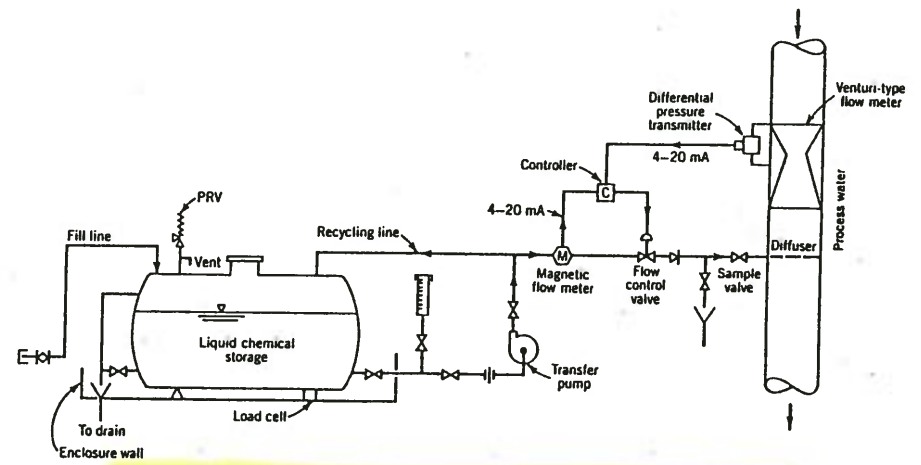 Venturi-type
flow meter
Differential
pressure
transmitter
4–20 mA
Controller
C
PRV
4–20 mA
Process water
Recycling line
Fill line
Vent
M
Diffuser
Magnetic
flow meter
Flow
control
valve
Sample
valve
Liquid chemical
storage
Transfer
pump
Load cell
To drain
Enclosure wall